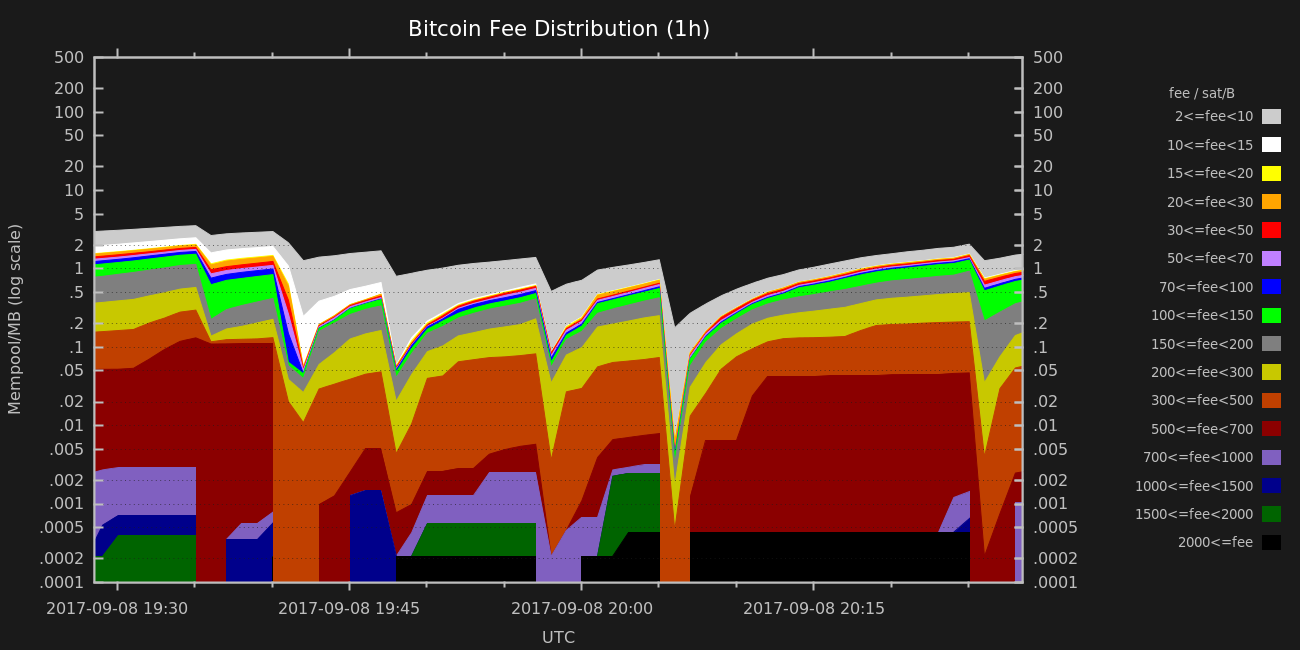 Bitcoin Fee Distribution (1h)
Mempool/MB (log scale)
500
200
100
50
20
10
5
2
1
.5
.2
.1
.05
.02
.01
.005
.002
.001
.0005
.0002
.0001
500
200
100
50
20
10
5
2
1
.5
.2
.1
.05
.02
.01
.005
.002
.001
.0005
.0002
.0001
fee / sat/B
2<=fee<10
10<=fee<15
15<=fee<20
20<=fee<30
30<=fee<50
50<=fee<70
70<=fee<100
100<=fee<150
150<=fee<200
200<=fee<300
300<=fee<500
500<=fee<700
700<=fee<1000
1000<=fee<1500
1500<=fee<2000
2000<=fee
2017-09-08 19:30 2017-09-08 19:45 2017-09-08 20:00 2017-09-08 20:15
UTC